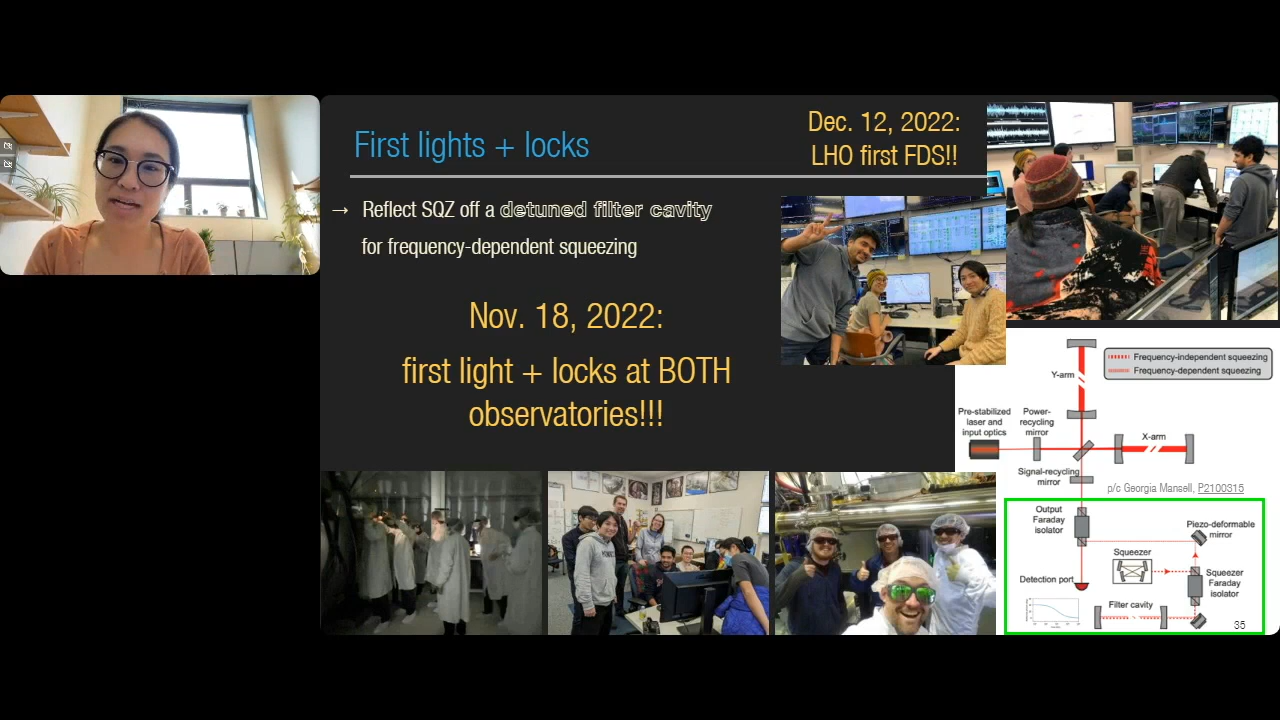 First lights + locks
Dec. 12, 2022:
LHO first FDS!!
→ Reflect SQZ off a detuned filter cavity
for frequency-dependent squeezing
Nov. 18, 2022:
first light + locks at BOTH
observatories!!!
Frequency-independent squeezing
Frequency-dependent squeezing
Y-arm
Pre-stabilized
laser and
input optics
Power-
recycling
mirror
X-arm
Signal-recycling
mirror
p/c Georgia Mansell, P2100315
Output
Faraday
isolator
Piezo-deformable
mirror
Squeezer
Squeezer
Faraday
isolator
Detection port
Filter cavity
35